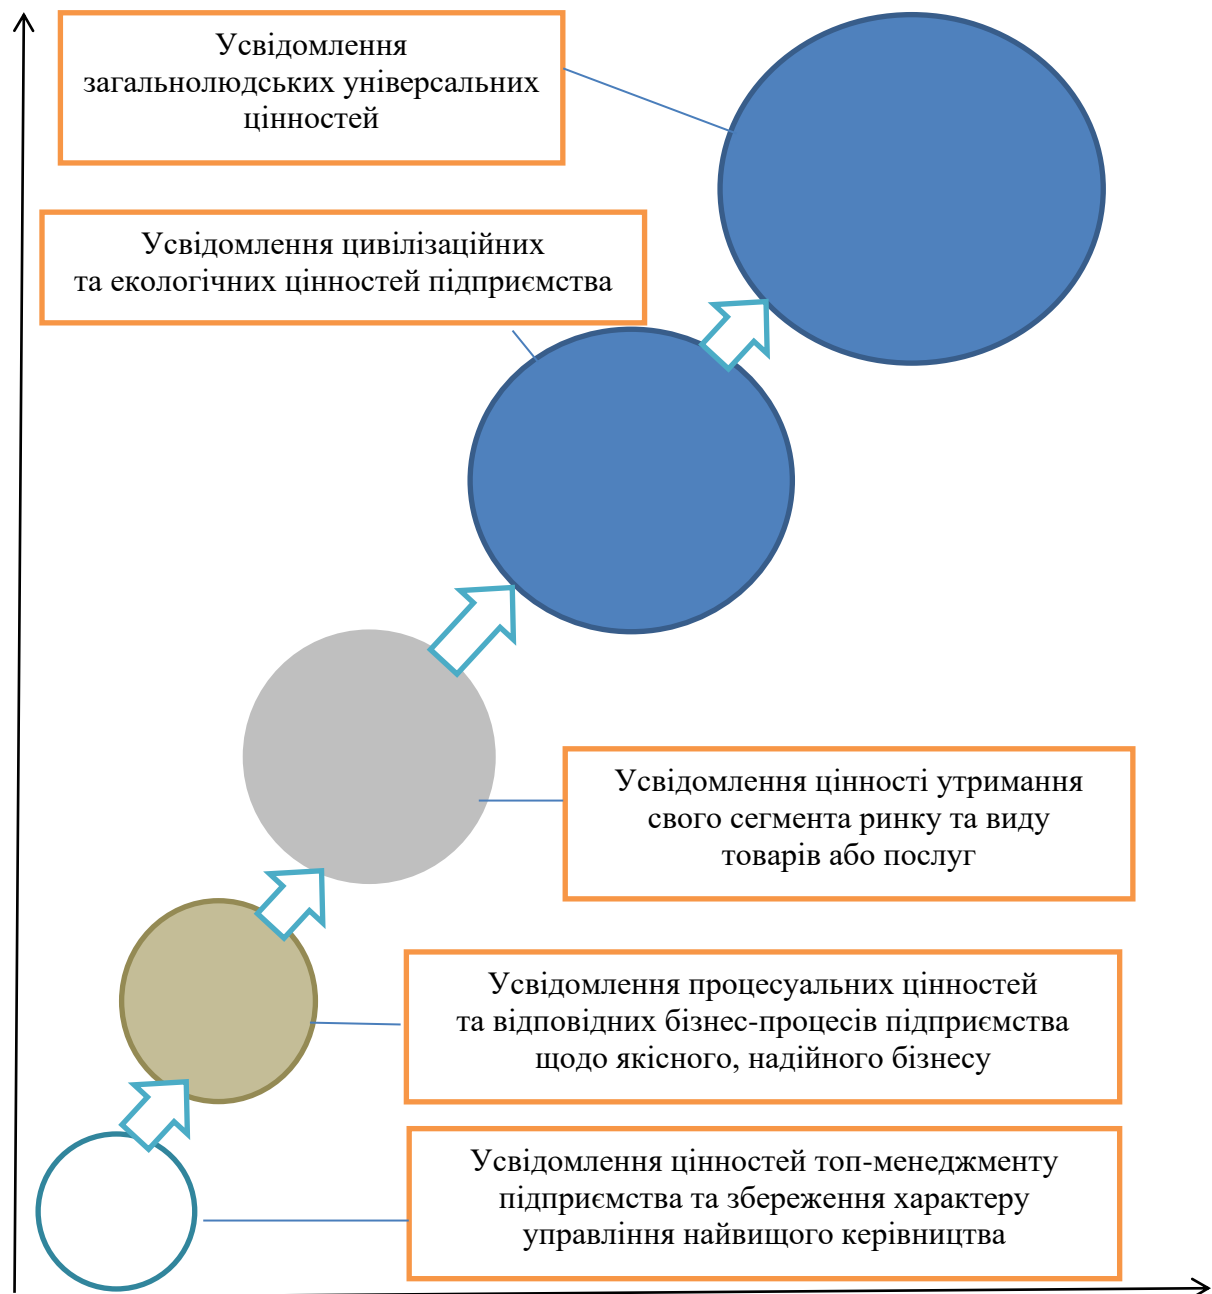 Усвідомлення
загальнолюдських універсальних
цінностей
Усвідомлення цивілізаційних
та екологічних цінностей підприємства
Усвідомлення цінності утримання
свого сегмента ринку та виду
товарів або послуг
Усвідомлення процесуальних цінностей
та відповідних бізнес-процесів підприємства
щодо якісного, надійного бізнесу
Усвідомлення цінностей топ-менеджменту
підприємства та збереження характеру
управління найвищого керівництва